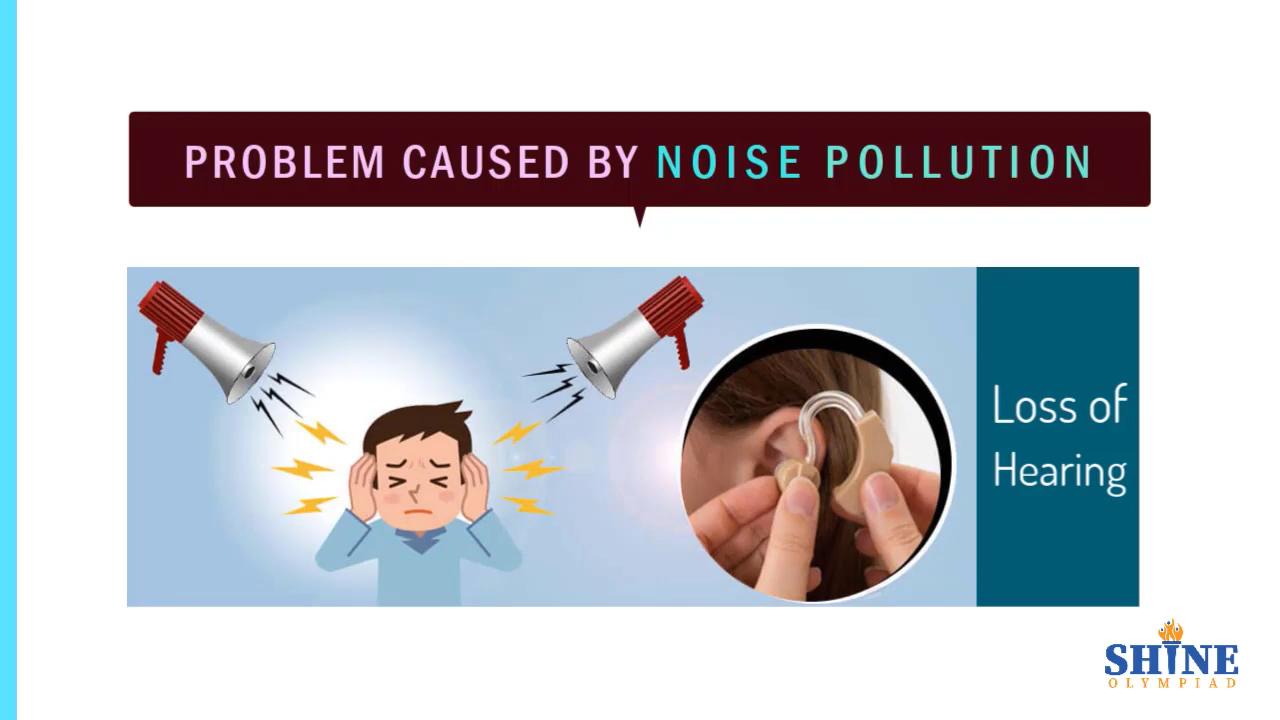 PROBLEM CAUSED BY NOISE POLLUTION
Loss of
Hearing
SHINE
OLYMPIAD